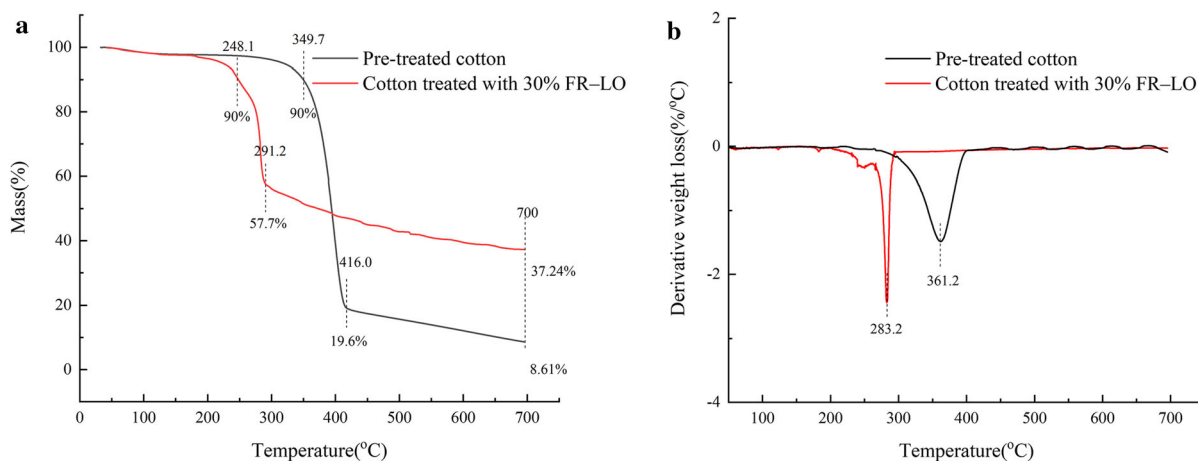 a
248.1
349.7
Pre-treated cotton
Cotton treated with 30% FR–LO
90%
90%
291.2
57.7%
416.0
19.6%
700
37.24%
8.61%
100
80
60
40
20
0
Mass(%)
0 100 200 300 400 500 600 700
Temperature(°C)
b
Pre-treated cotton
Cotton treated with 30% FR–LO
361.2
283.2
2
0
-2
-4
Derivative weight loss(%/°C)
100 200 300 400 500 600 700
Temperature(°C)